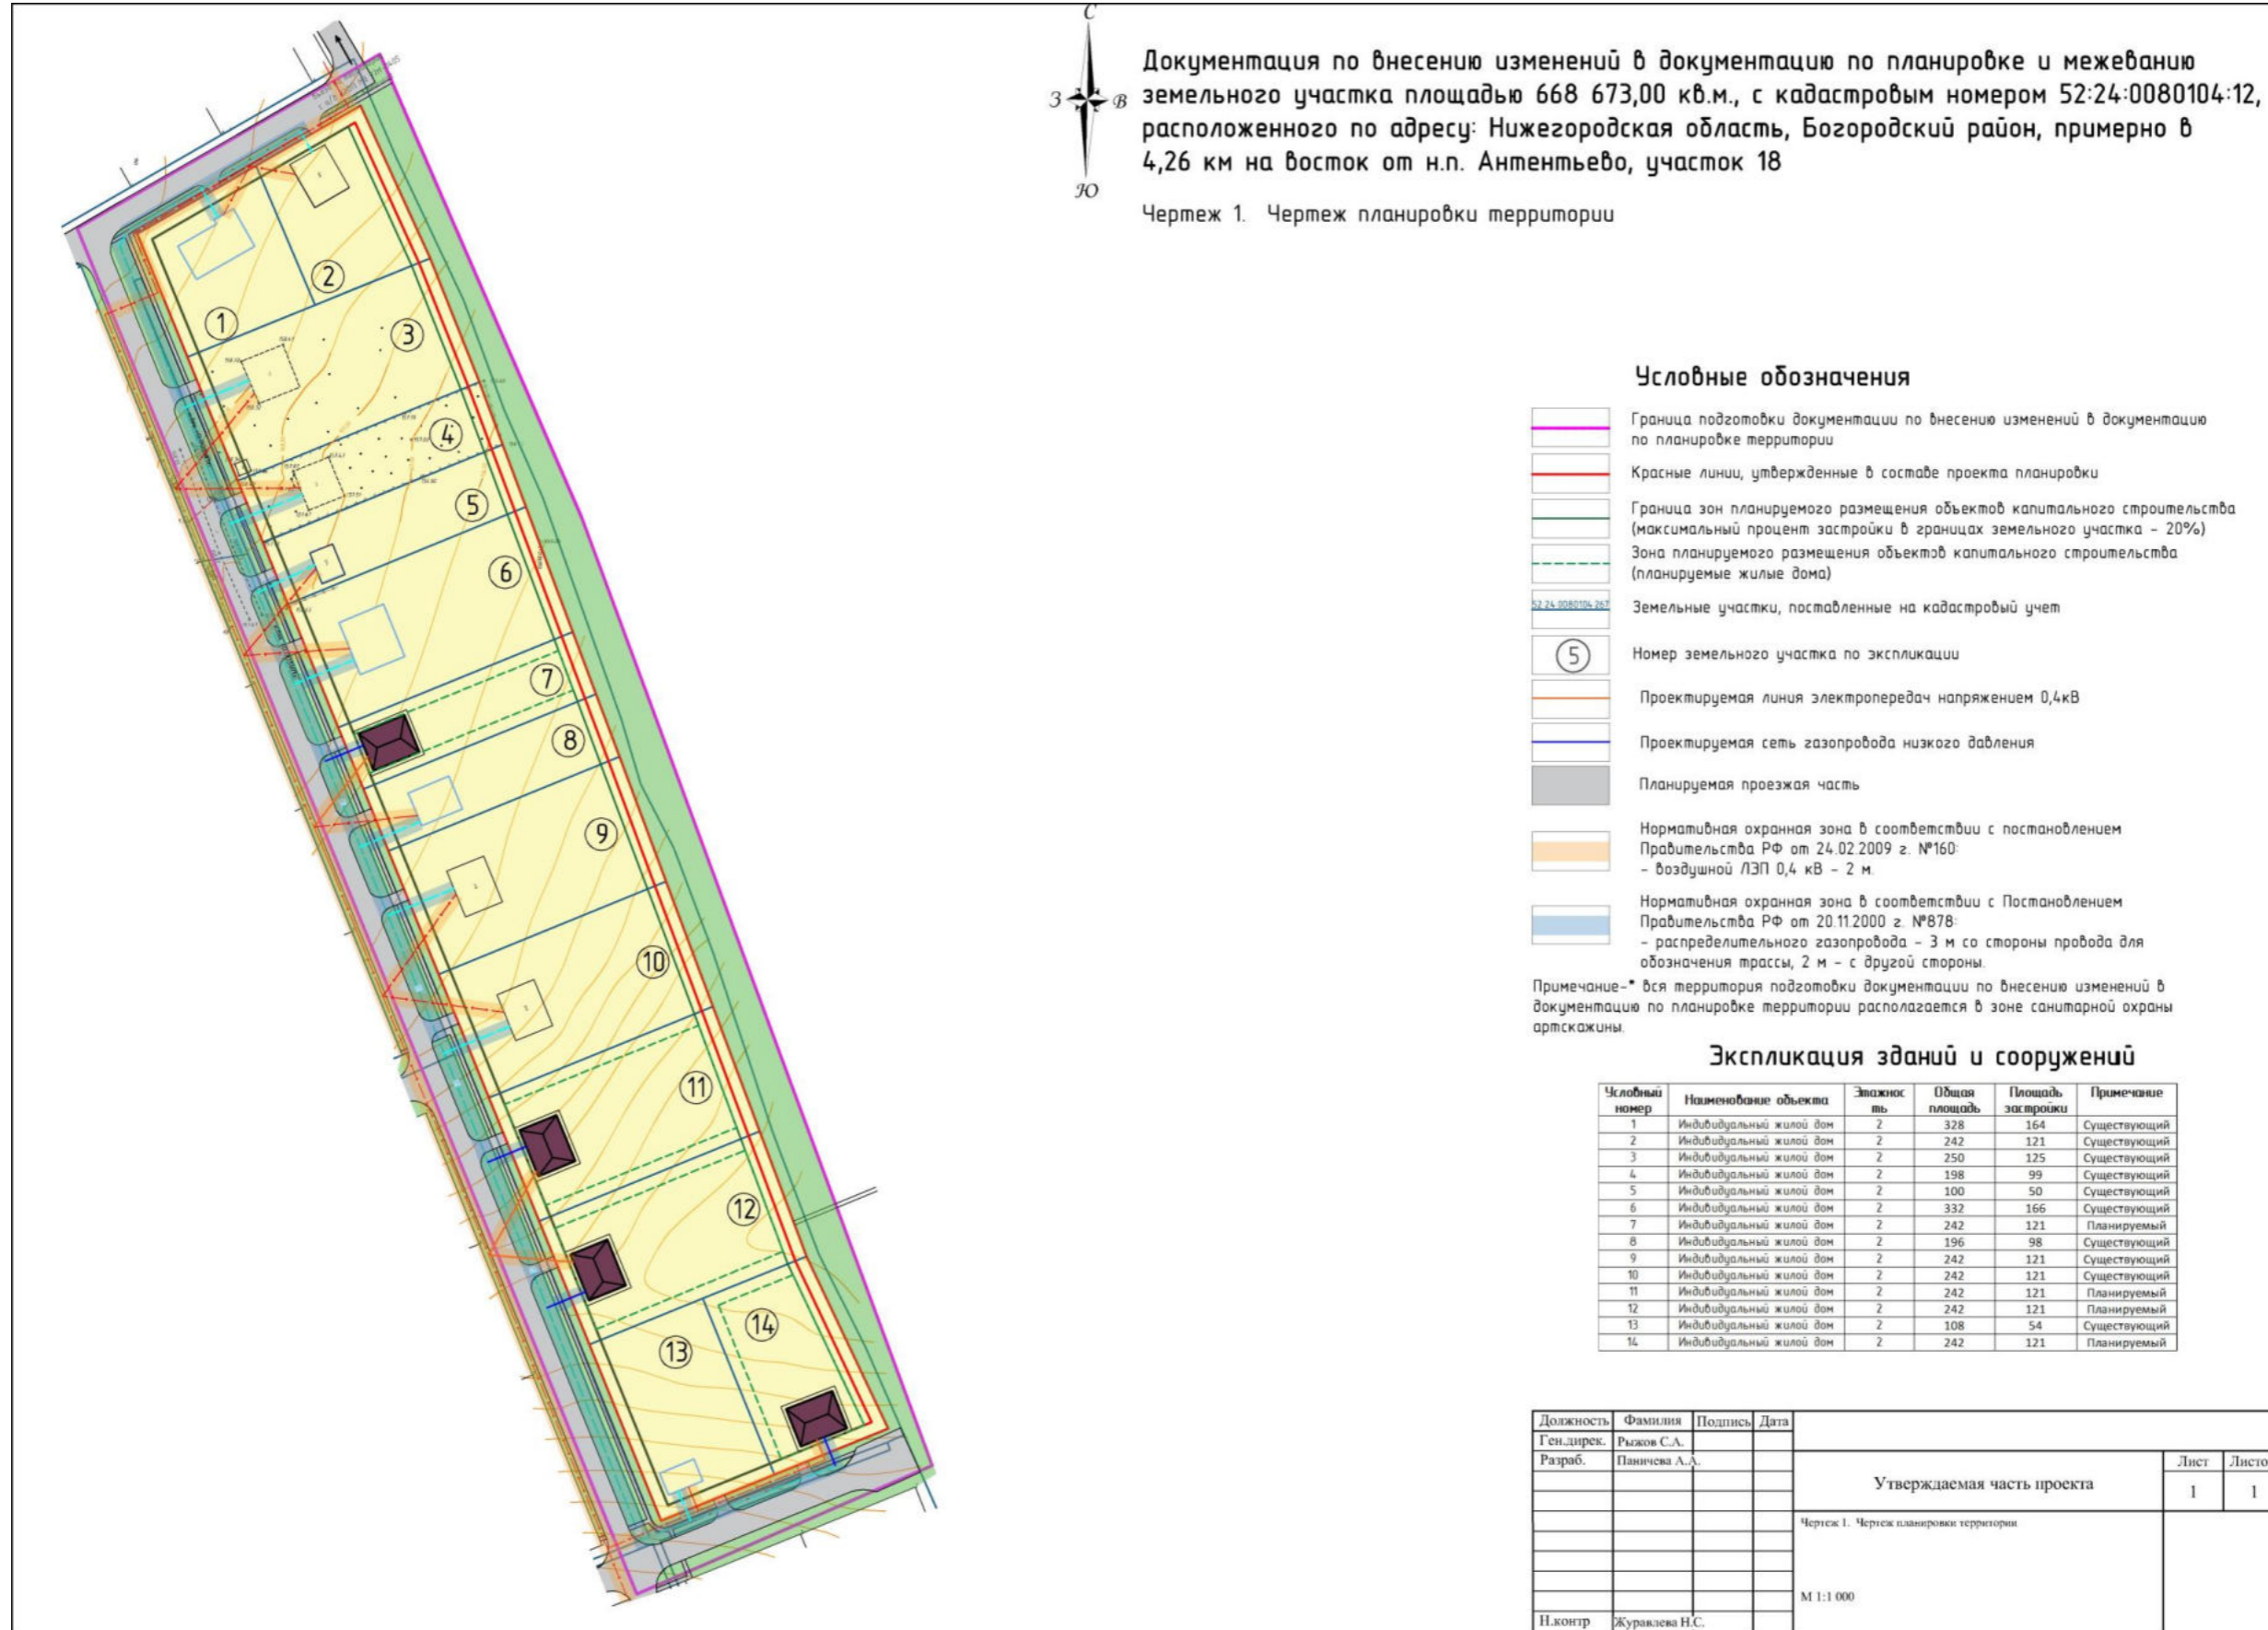 С
З
В
Ю
Документация по внесению изменений в документацию по планировке и межеванию
земельного участка площадью 668 673,00 кв.м., с кадастровым номером 52:24:0080104:12,
расположенного по адресу: Нижегородская область, Богородский район, примерно в
4,26 км на восток от н.п. Антентьево, участок 18
Чертеж 1. Чертеж планировки территории
1
2
3
4
5
6
7
8
9
10
11
12
13
14
Условные обозначения
Граница подготовки документации по внесению изменений в документацию
по планировке территории
Красные линии, утвержденные в составе проекта планировки
Граница зон планируемого размещения объектов капитального строительства
(максимальный процент застройки в границах земельного участка - 20%)
Зона планируемого размещения объектов капитального строительства
(планируемые жилые дома)
52 24 0080104 267
Земельные участки, поставленные на кадастровый учет
5
Номер земельного участка по экспликации
Проектируемая линия электропередач напряжением 0,4кВ
Проектируемая сеть газопровода низкого давления
Планируемая проезжая часть
Нормативная охранная зона в соответствии с постановлением
Правительства РФ от 24.02.2009 г. №160:
- воздушной ЛЭП 0,4 кВ - 2 м.
Нормативная охранная зона в соответствии с Постановлением
Правительства РФ от 20.11.2000 г. №878:
- распределительного газопровода - 3 м со стороны провода для
обозначения трассы, 2 м - с другой стороны.
Примечание-* вся территория подготовки документации по внесению изменений в
документацию по планировке территории располагается в зоне санитарной охраны
артскажины.
Экспликация зданий и сооружений
Условный номер Наименование объекта Этажнос ть Общая площадь Площадь застройки Примечание
1 Индивидуальный жилой дом 2 328 164 Существующий
2 Индивидуальный жилой дом 2 242 121 Существующий
3 Индивидуальный жилой дом 2 250 125 Существующий
4 Индивидуальный жилой дом 2 198 99 Существующий
5 Индивидуальный жилой дом 2 100 50 Существующий
6 Индивидуальный жилой дом 2 332 166 Существующий
7 Индивидуальный жилой дом 2 242 121 Планируемый
8 Индивидуальный жилой дом 2 196 98 Существующий
9 Индивидуальный жилой дом 2 242 121 Существующий
10 Индивидуальный жилой дом 2 242 121 Существующий
11 Индивидуальный жилой дом 2 242 121 Планируемый
12 Индивидуальный жилой дом 2 242 121 Планируемый
13 Индивидуальный жилой дом 2 108 54 Существующий
14 Индивидуальный жилой дом 2 242 121 Планируемый
Должность Фамилия Подпись Дата
Ген.дирек. Рыжов С.А.
Разраб. Паничева А.А.
Утверждаемая часть проекта
Лист Листо
1 1
Чертеж 1. Чертеж планировки территории
М 1:1 000
Н.контр Журавлева Н.С.